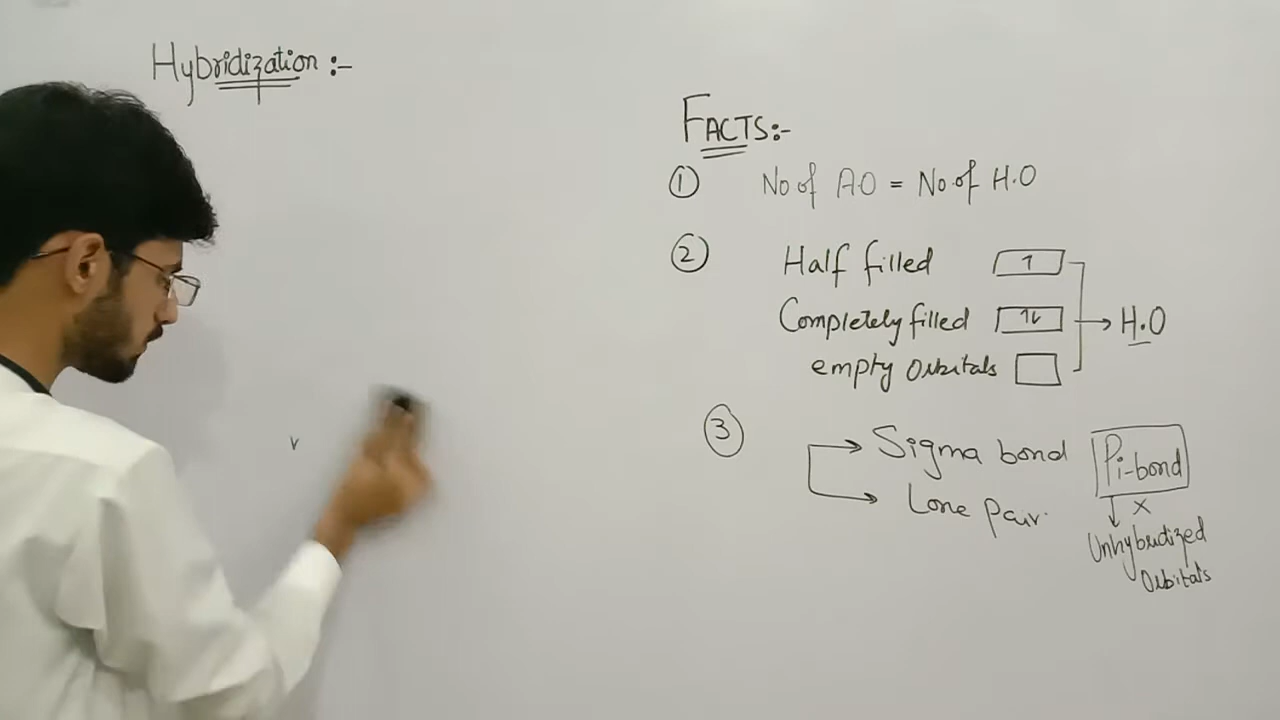 Hybridization :-
FACTS:-
① No of A.O = No. of H.O
② Half filled ↑
Completely filled ↑↓ → H.O
empty Orbitals
③ → Sigma bond Pi-bond
→ Lone pair. ↓ ×
Unhybridized
Orbitals